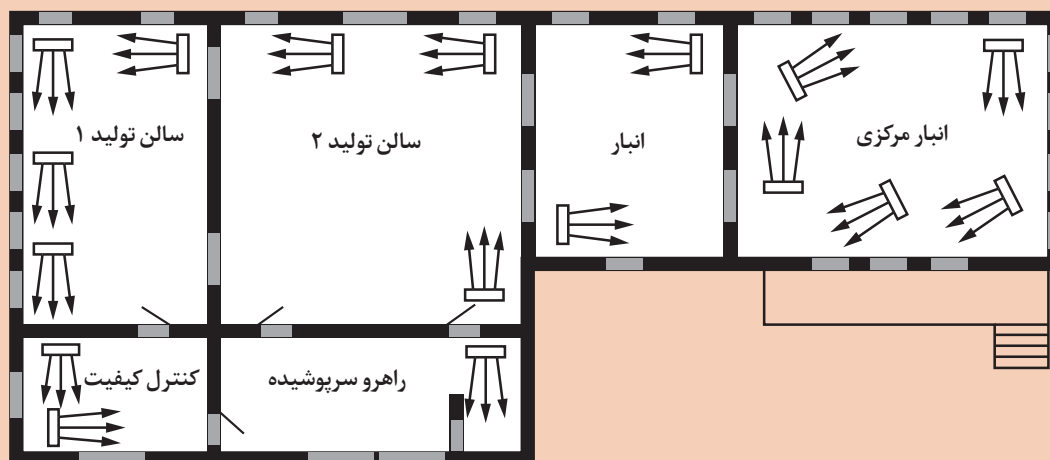 انبار مرکزی
انبار
سالن تولید ۲
سالن تولید ۱
راهرو سرپوشیده
کنترل کیفیت